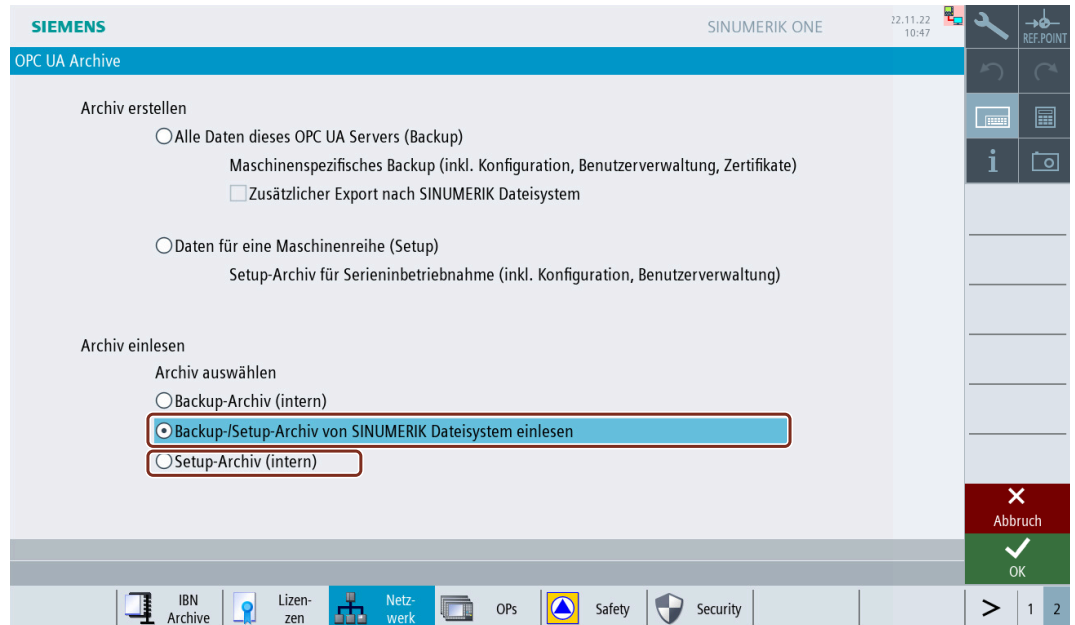 SIEMENS
SINUMERIK ONE
22.11.22
10:47
REF.POINT
OPC UA Archive
Archiv erstellen
Alle Daten dieses OPC UA Servers (Backup)
Maschinenspezifisches Backup (inkl. Konfiguration, Benutzerverwaltung, Zertifikate)
Zusätzlicher Export nach SINUMERIK Dateisystem
Daten für eine Maschinenreihe (Setup)
Setup-Archiv für Serieninbetriebnahme (inkl. Konfiguration, Benutzerverwaltung)
Archiv einlesen
Archiv auswählen
Backup-Archiv (intern)
Backup-/Setup-Archiv von SINUMERIK Dateisystem einlesen
Setup-Archiv (intern)
Abbruch
OK
IBN
Archive
Lizen-
zen
Netz-
werk
OPs
Safety
Security
> 1 2